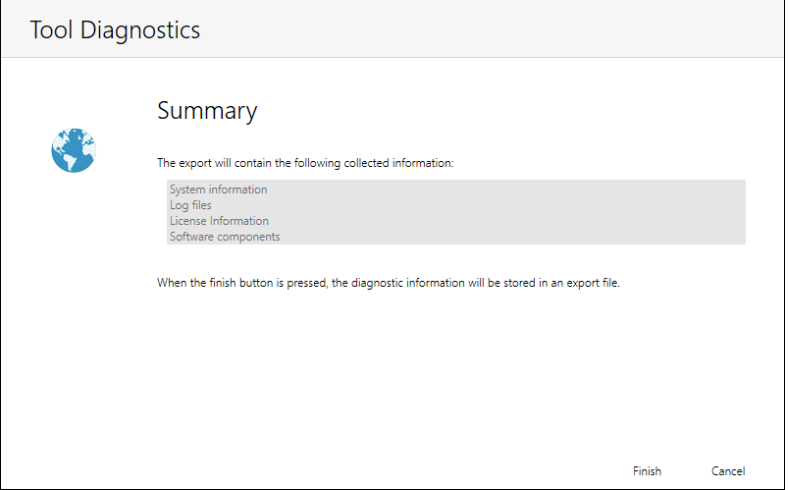 Tool Diagnostics
Summary
The export will contain the following collected information:
System information
Log files
License Information
Software components
When the finish button is pressed, the diagnostic information will be stored in an export file.
Finish
Cancel